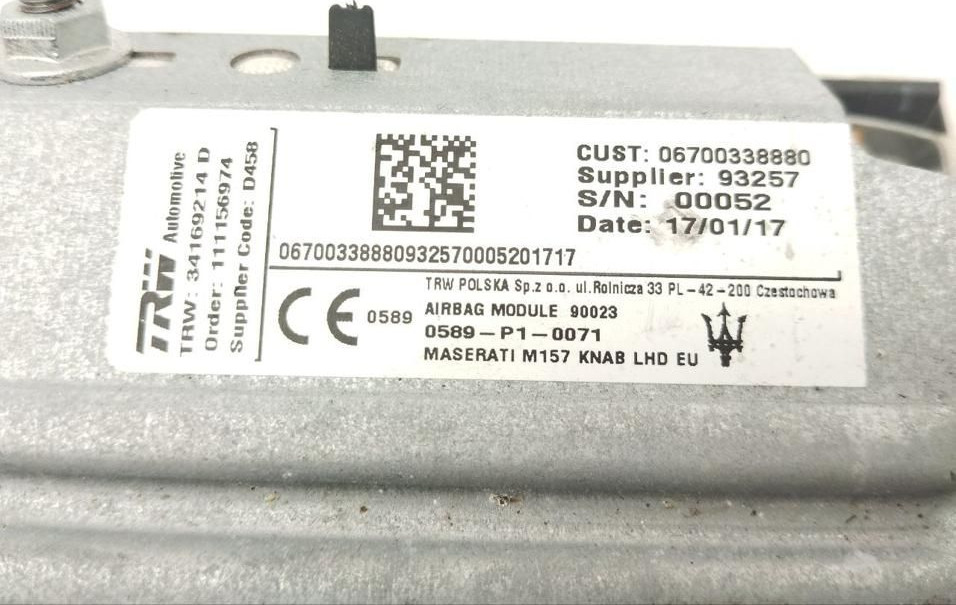 TRW Automotive
TRW: 34169214 D
Order: 111156974
Supplier Code: D458
CUST: 06700338880
Supplier: 93257
S/N: 00052
Date: 17/01/17
06700338880932570005201717
TRW POLSKA Sp.z o.o. ul.Rolnicza 33 PL-42-200 Czestochowa
CE 0589
AIRBAG MODULE 90023
0589-P1-0071
MASERATI M157 KNAB LHD EU